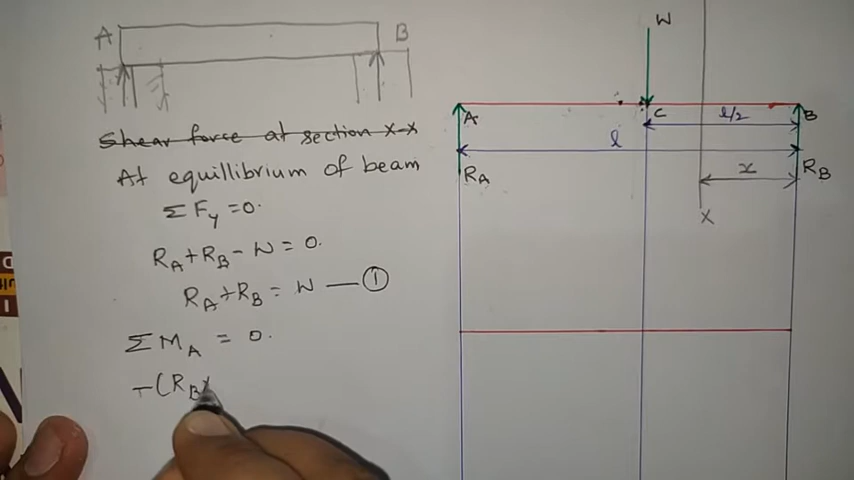 A B
Shear force at section X-X
At equillibrium of beam
ΣFy = 0.
RA + RB - W = 0.
RA + RB = W — ①
ΣMA = 0.
-(RB×
W
A C B
l/2
l
RA x RB
X